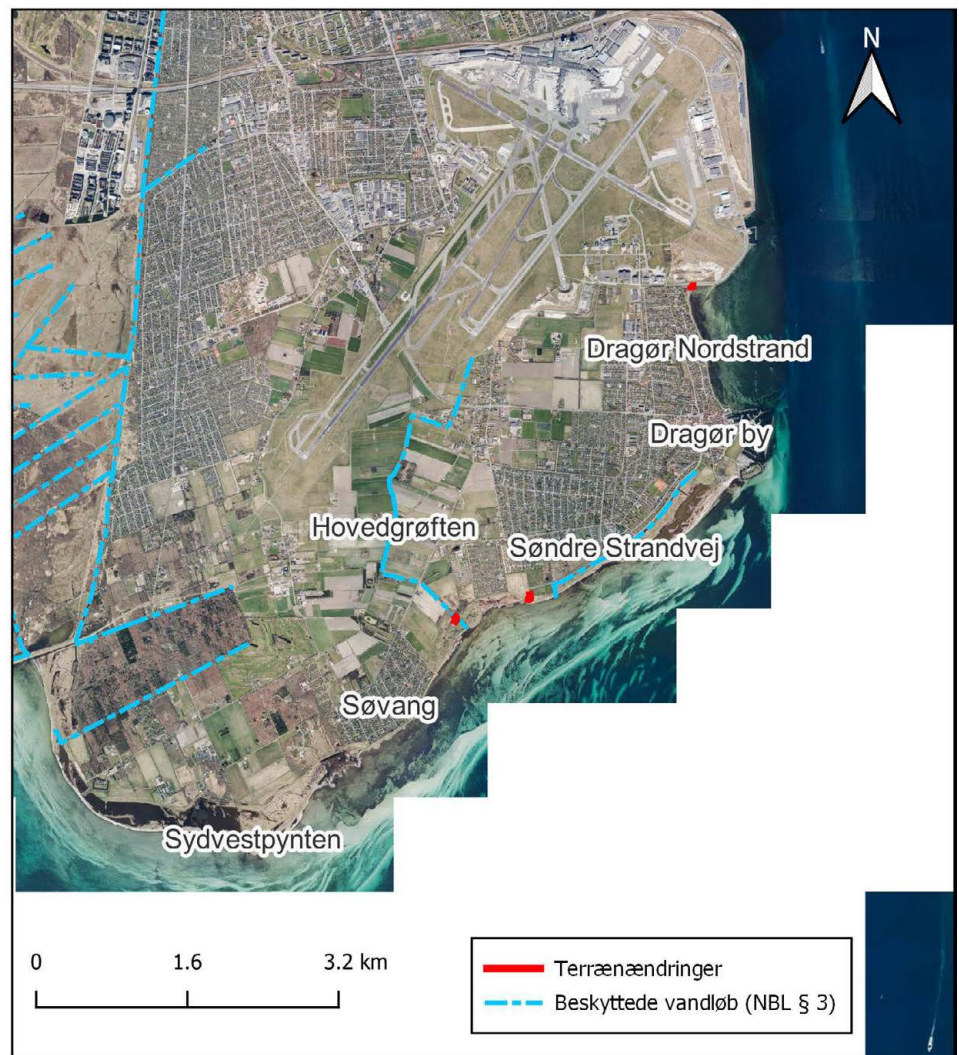 N
Dragør Nordstrand
Dragør by
Hovedgrøften
Søndre Strandvej
Søvang
Sydvestpynten
0 1.6 3.2 km
Terrænændringer
Beskyttede vandløb (NBL § 3)